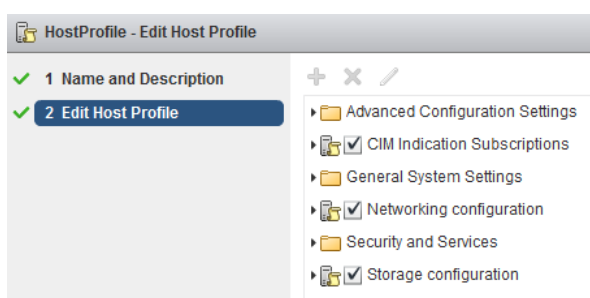 HostProfile - Edit Host Profile
1 Name and Description
2 Edit Host Profile
Advanced Configuration Settings
CIM Indication Subscriptions
General System Settings
Networking configuration
Security and Services
Storage configuration